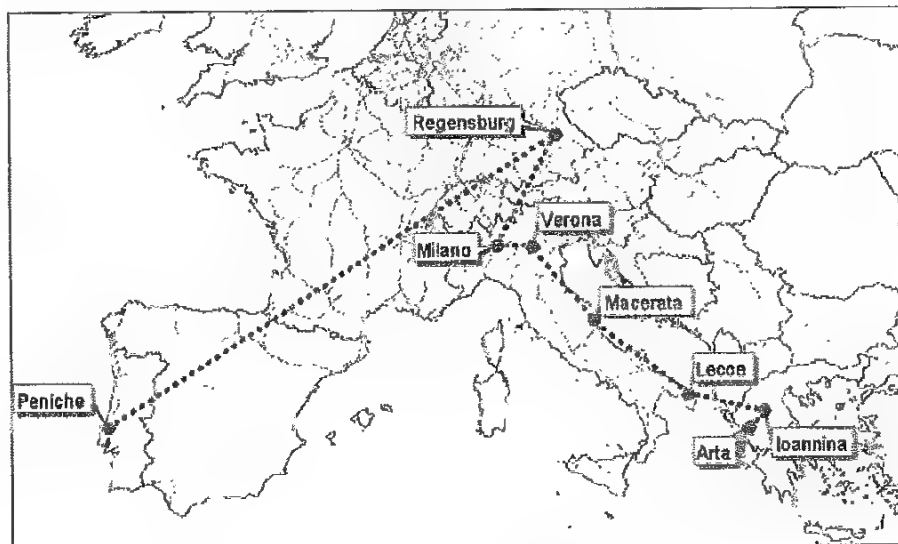 Regensburg
Verona
Milano
Macerata
Lecce
Peniche
Arta
Ioannina